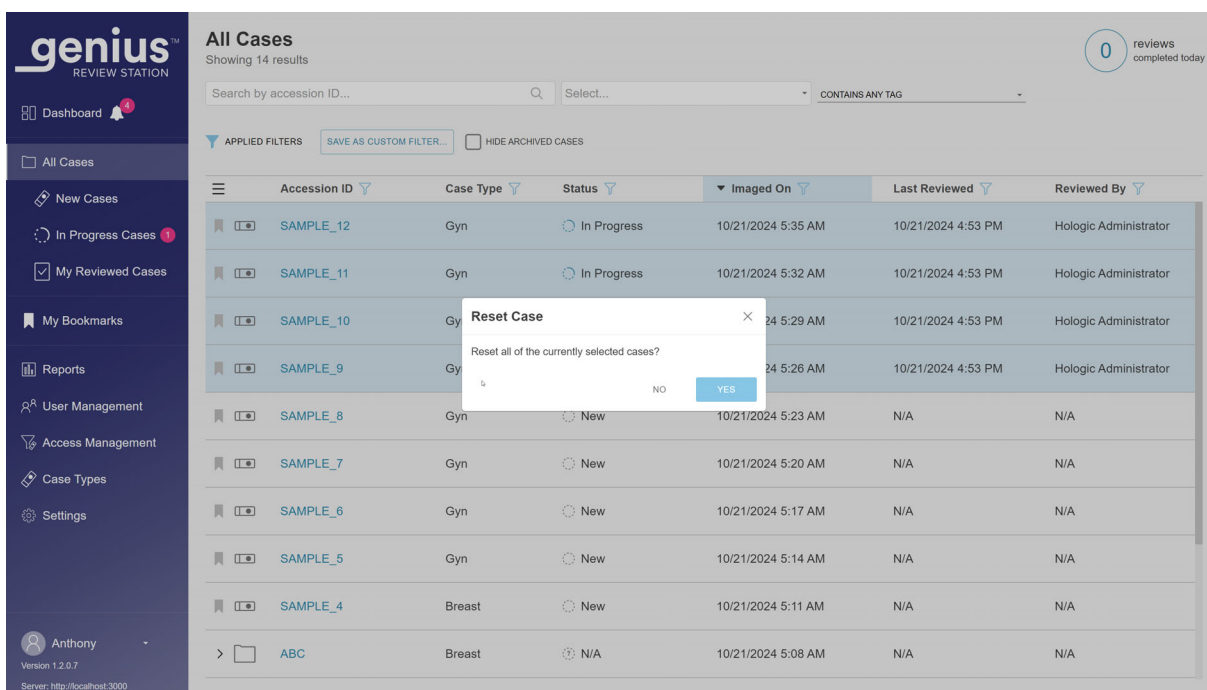 genius™
REVIEW STATION
Dashboard 4
All Cases
New Cases
In Progress Cases 1
My Reviewed Cases
My Bookmarks
Reports
User Management
Access Management
Case Types
Settings
Anthony
Version 1.2.0.7
Server: http://localhost:3000
All Cases
Showing 14 results
0 reviews completed today
Search by accession ID... Select... CONTAINS ANY TAG
APPLIED FILTERS SAVE AS CUSTOM FILTER... HIDE ARCHIVED CASES
Accession ID Case Type Status Imaged On Last Reviewed Reviewed By
SAMPLE_12 Gyn In Progress 10/21/2024 5:35 AM 10/21/2024 4:53 PM Hologic Administrator
SAMPLE_11 Gyn In Progress 10/21/2024 5:32 AM 10/21/2024 4:53 PM Hologic Administrator
SAMPLE_10 Gy 24 5:29 AM 10/21/2024 4:53 PM Hologic Administrator
SAMPLE_9 Gy 24 5:26 AM 10/21/2024 4:53 PM Hologic Administrator
Reset Case
Reset all of the currently selected cases?
NO YES
SAMPLE_8 Gyn New 10/21/2024 5:23 AM N/A N/A
SAMPLE_7 Gyn New 10/21/2024 5:20 AM N/A N/A
SAMPLE_6 Gyn New 10/21/2024 5:17 AM N/A N/A
SAMPLE_5 Gyn New 10/21/2024 5:14 AM N/A N/A
SAMPLE_4 Breast New 10/21/2024 5:11 AM N/A N/A
ABC Breast N/A 10/21/2024 5:08 AM N/A N/A